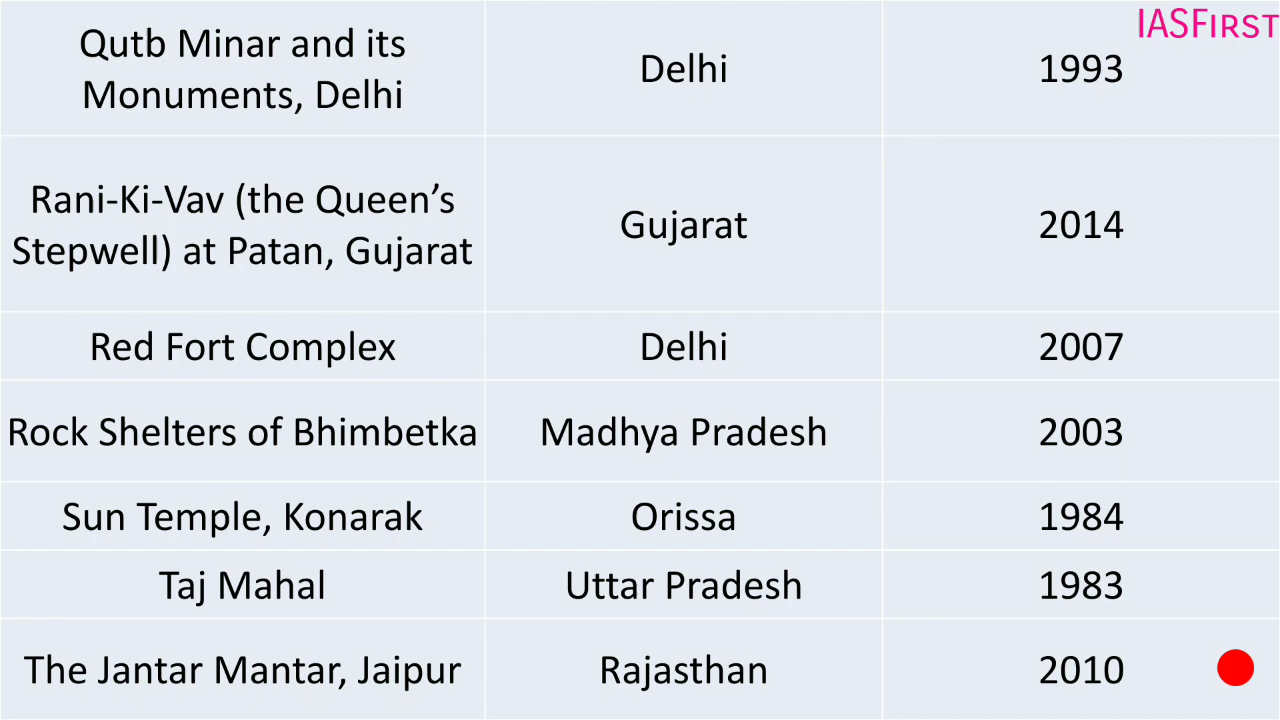 IASFIRST
Qutb Minar and its
Monuments, Delhi
Delhi
1993
Rani-Ki-Vav (the Queen’s
Stepwell) at Patan, Gujarat
Gujarat
2014
Red Fort Complex
Delhi
2007
Rock Shelters of Bhimbetka
Madhya Pradesh
2003
Sun Temple, Konarak
Orissa
1984
Taj Mahal
Uttar Pradesh
1983
The Jantar Mantar, Jaipur
Rajasthan
2010